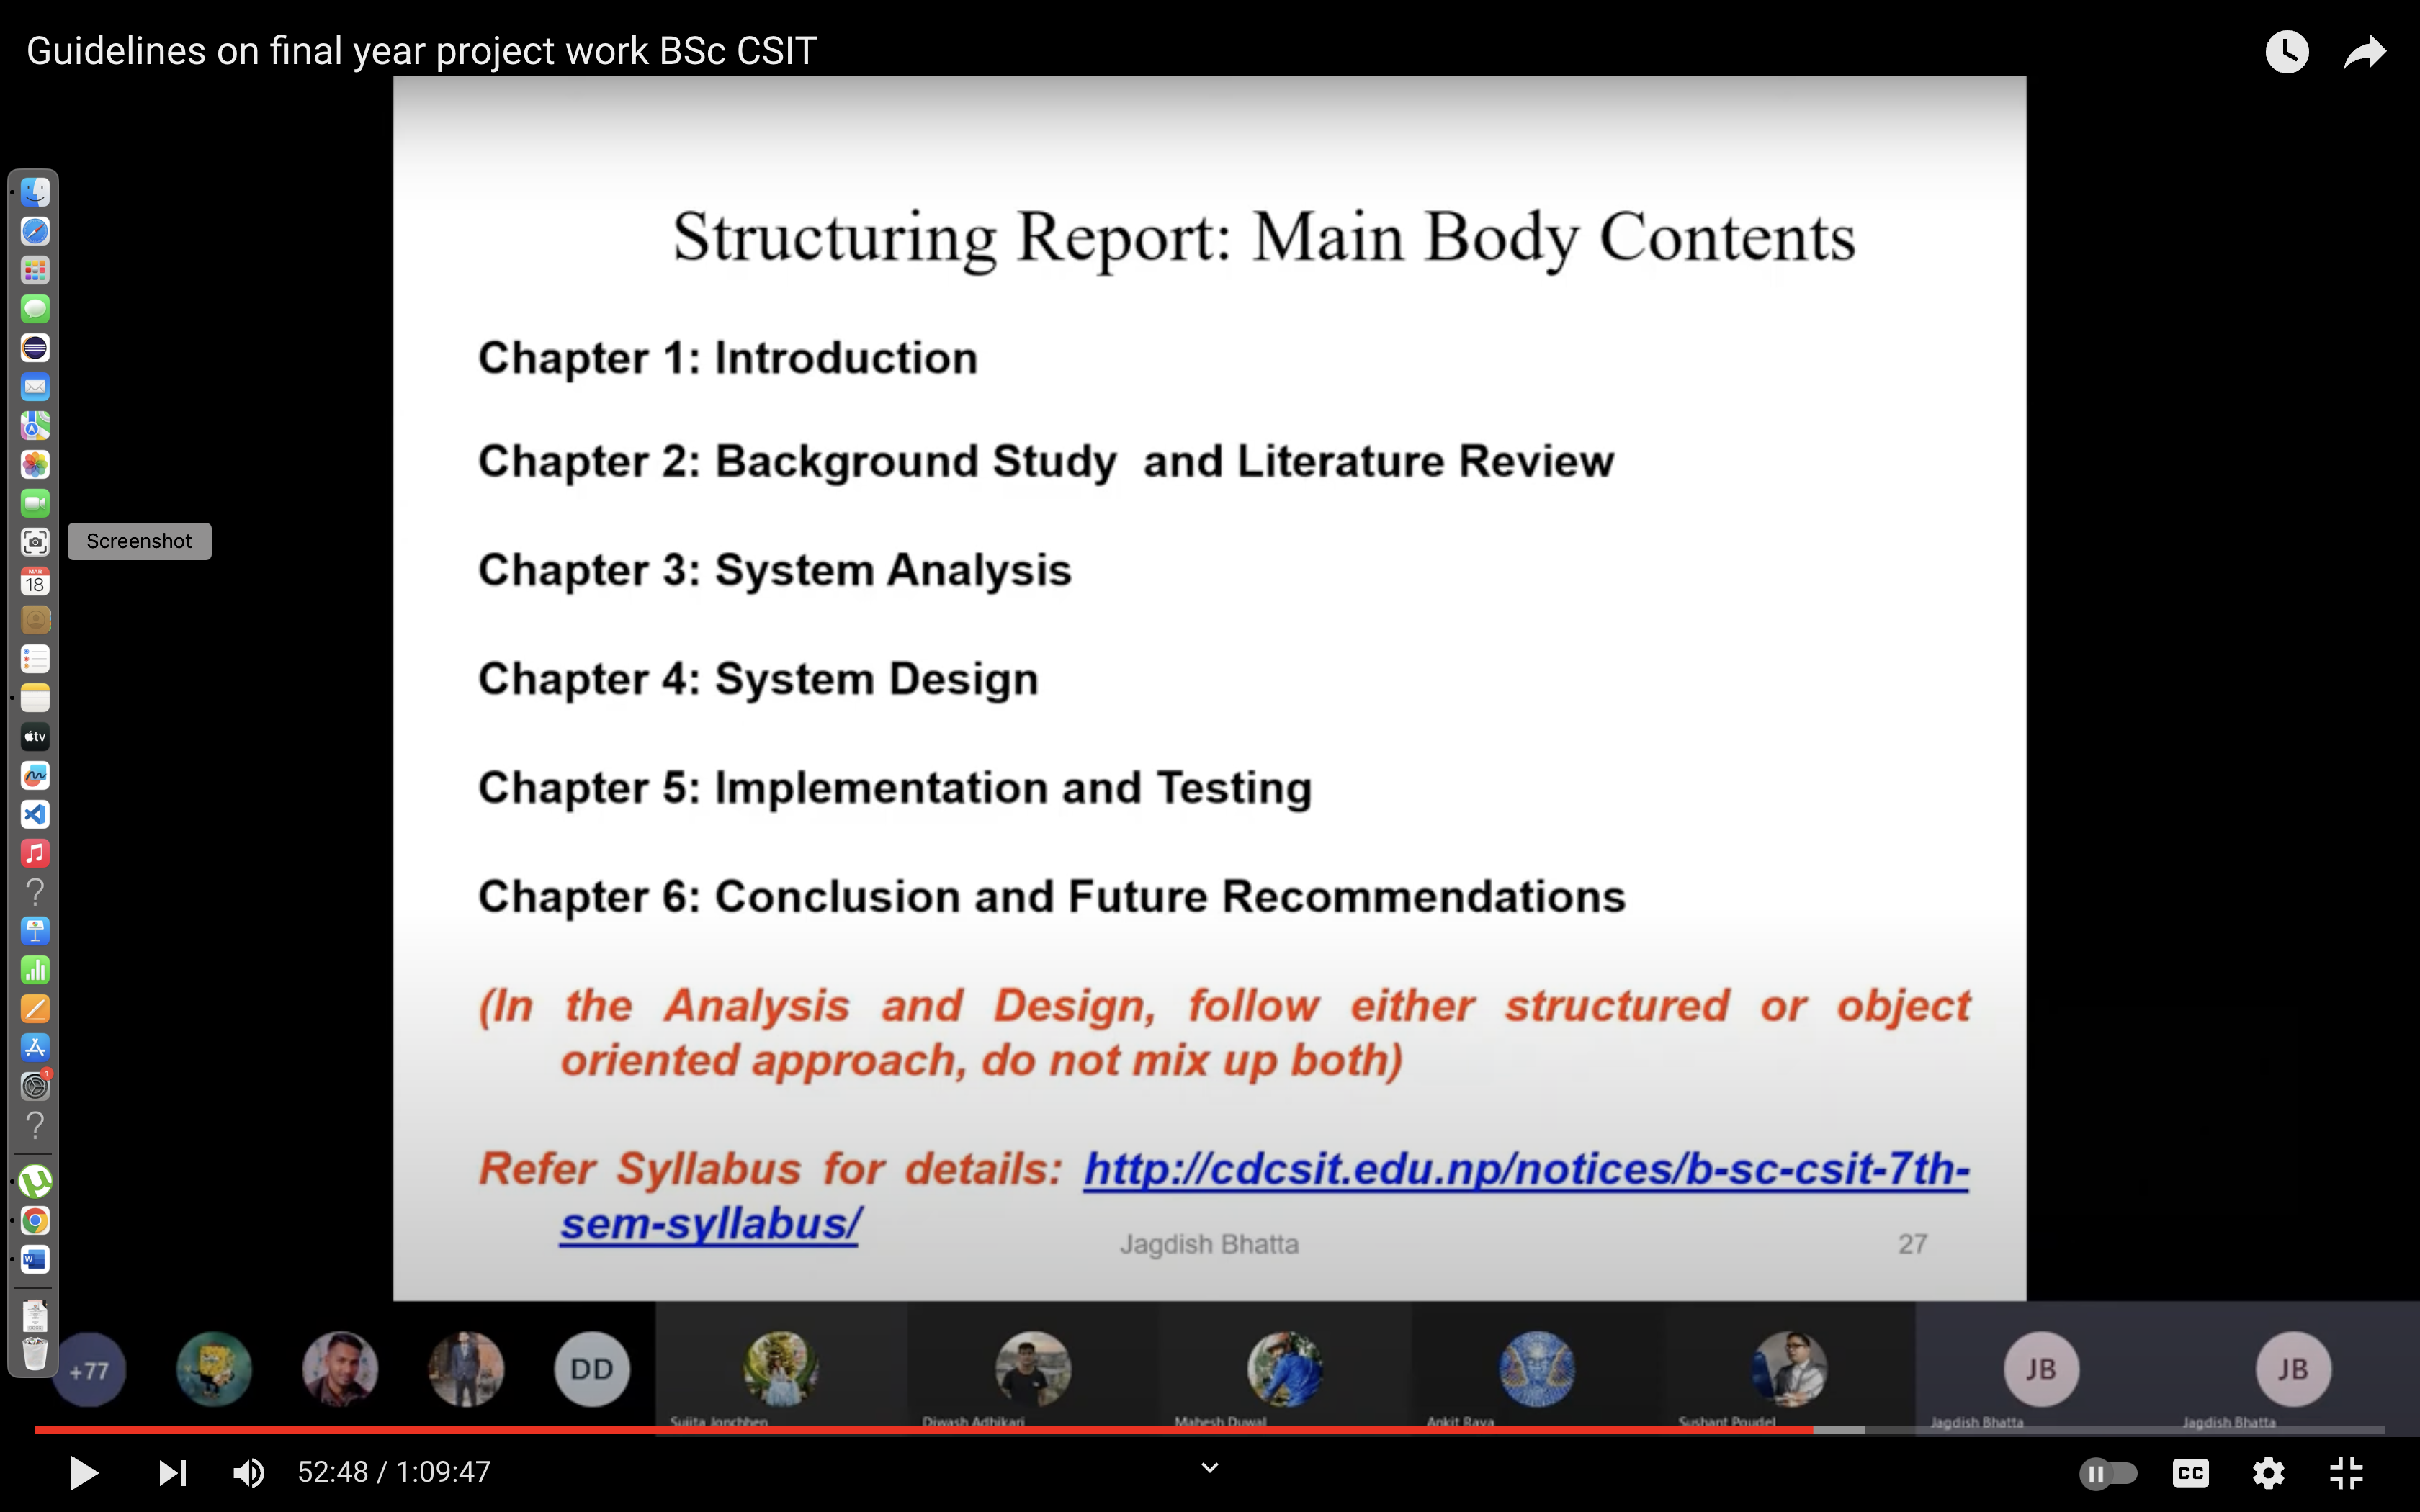 Guidelines on final year project work BSc CSIT
Structuring Report: Main Body Contents
Chapter 1: Introduction
Chapter 2: Background Study and Literature Review
Chapter 3: System Analysis
Chapter 4: System Design
Chapter 5: Implementation and Testing
Chapter 6: Conclusion and Future Recommendations
(In the Analysis and Design, follow either structured or object
oriented approach, do not mix up both)
Refer Syllabus for details: http://cdcsit.edu.np/notices/b-sc-csit-7th-
sem-syllabus/
Jagdish Bhatta
27
Screenshot
MAR
18
tv
1
W
+77
DD
JB
JB
Sujita Jonchhen
Diwash Adhikari
Mahesh Duwal
Ankit Raya
Sushant Poudel
Jagdish Bhatta
Jagdish Bhatta
52:48 / 1:09:47
CC